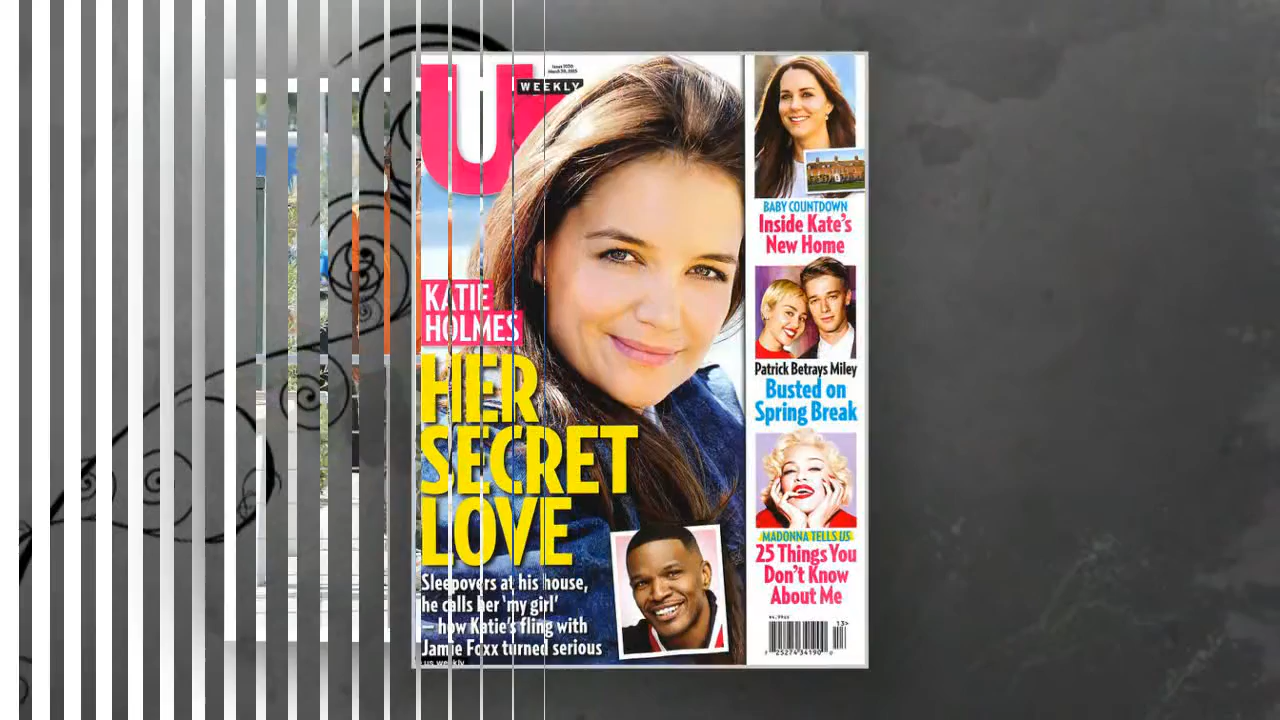 U
WEEKLY
KATIE
HOLMES
HER
SECRET
LOVE
Sleepovers at his house,
he calls her 'my girl'
– how Katie's fling with
Jamie Foxx turned serious
us weekly
BABY COUNTDOWN
Inside Kate's
New Home
Patrick Betrays Miley
Busted on
Spring Break
MADONNA TELLS US
25 Things You
Don't Know
About Me
13>